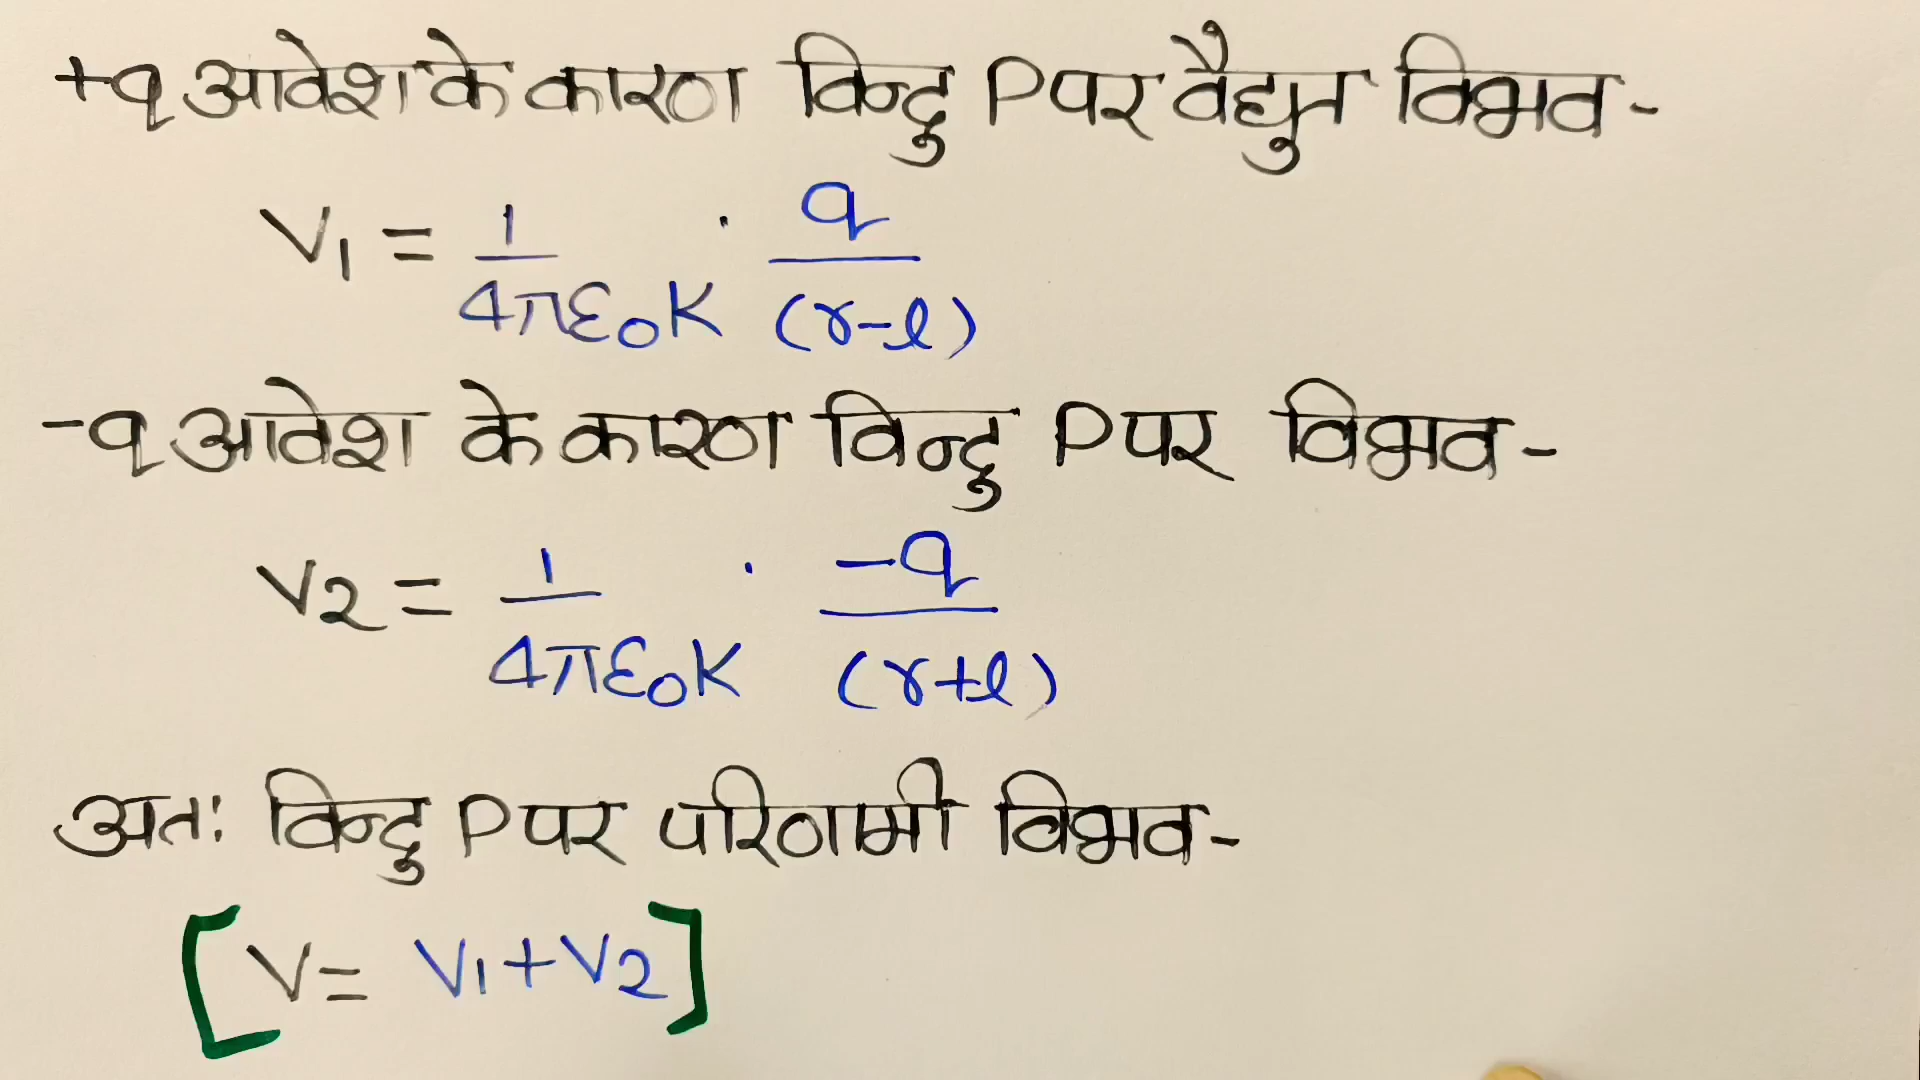 +q आवेश के कारण विन्दु P पर वैद्युत विभव-
V₁ = 1/4πε₀K · q/(r-l)
-q आवेश के कारण विन्दु P पर विभव-
V₂ = 1/4πε₀K · -q/(r+l)
अतः विन्दु P पर परिणामी विभव-
[V = V₁+V₂]